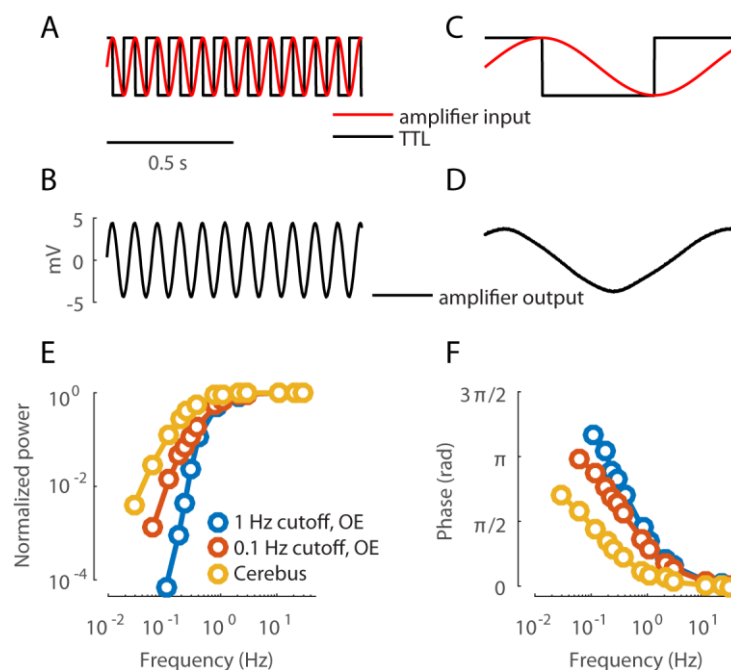 A
C
amplifier input
TTL
0.5 s
B
D
5
0
-5
mV
amplifier output
E
F
Normalized power
10^0
10^-2
10^-4
1 Hz cutoff, OE
0.1 Hz cutoff, OE
Cerebus
10^-2 10^-1 10^0 10^1
Frequency (Hz)
Phase (rad)
3π/2
π
π/2
0
10^-2 10^-1 10^0 10^1
Frequency (Hz)